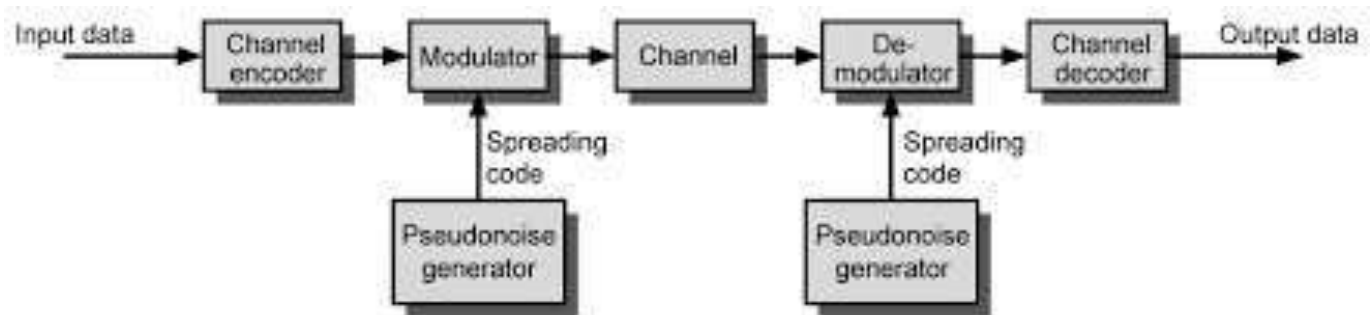 Input data
Channel
encoder
Modulator
Channel
De-
modulator
Channel
decoder
Output data
Spreading
code
Spreading
code
Pseudonoise
generator
Pseudonoise
generator